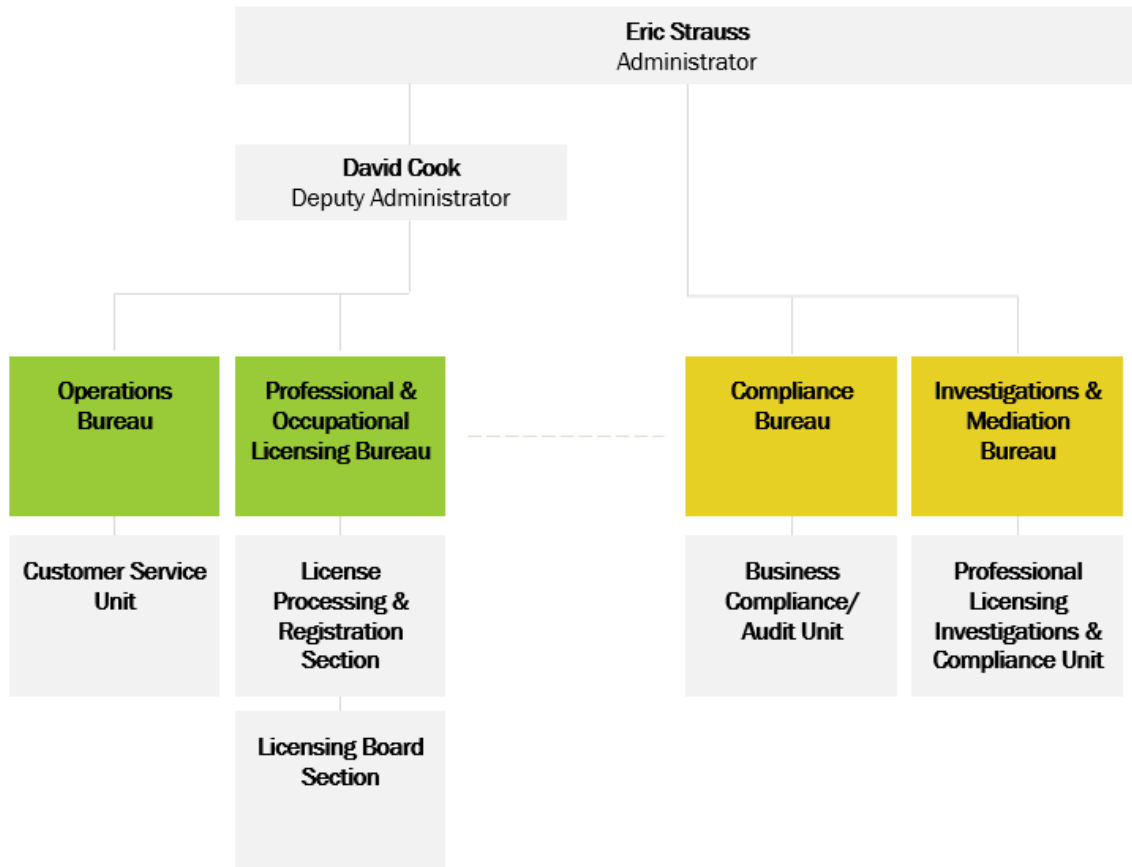 Eric Strauss
Administrator
David Cook
Deputy Administrator
Operations
Bureau
Professional &
Occupational
Licensing Bureau
Compliance
Bureau
Investigations &
Mediation
Bureau
Customer Service
Unit
License
Processing &
Registration
Section
Business
Compliance/
Audit Unit
Professional
Licensing
Investigations &
Compliance Unit
Licensing Board
Section